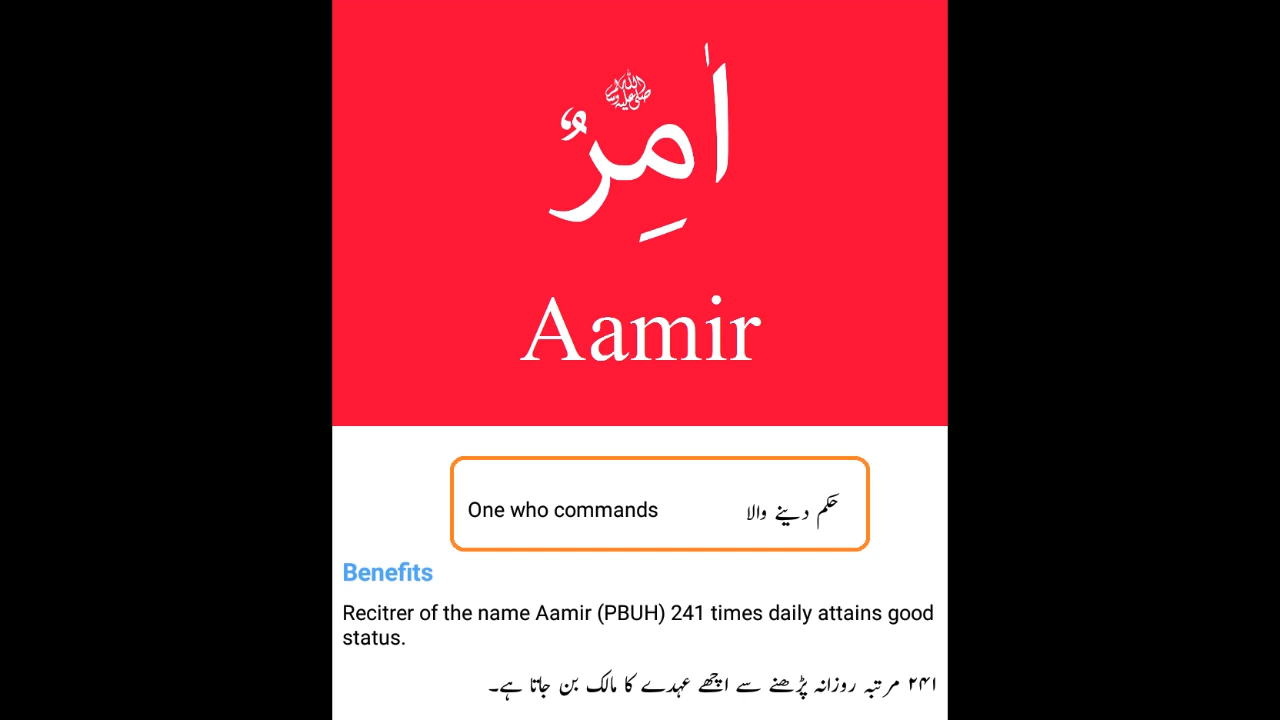 اٰمِرٌ ﷺ
Aamir
One who commands حکم دینے والا
Benefits
Recitrer of the name Aamir (PBUH) 241 times daily attains good
status.
۲۴۱ مرتبہ روزانہ پڑھنے سے اچھے عہدے کا مالک بن جاتا ہے۔